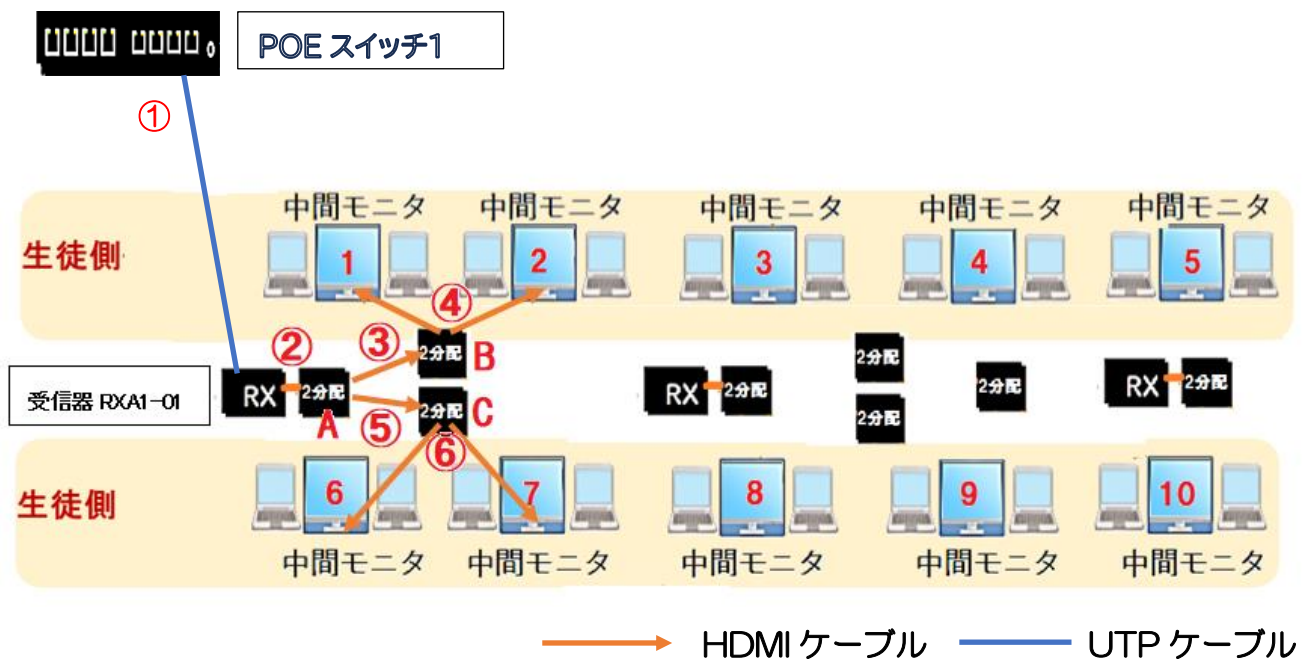 POE スイッチ1
①
中間モニタ 中間モニタ 中間モニタ 中間モニタ 中間モニタ
生徒側
1 2 3 4 5
④
② ③ 2分配 B 2分配
受信器 RXA1-01 RX 2分配 RX 2分配 2分配 RX 2分配
A ⑤ 2分配 C 2分配
⑥
生徒側
6 7 8 9 10
中間モニタ 中間モニタ 中間モニタ 中間モニタ 中間モニタ
HDMI ケーブル UTP ケーブル